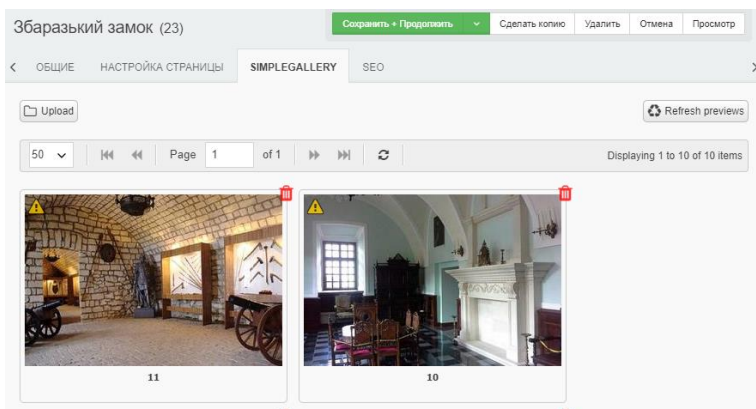 Збаразький замок (23)
Сохранить + Продолжить Сделать копию Удалить Отмена Просмотр
ОБЩИЕ НАСТРОЙКА СТРАНИЦЫ SIMPLEGALLERY SEO
Upload Refresh previews
50 Page 1 of 1 Displaying 1 to 10 of 10 items
11 10